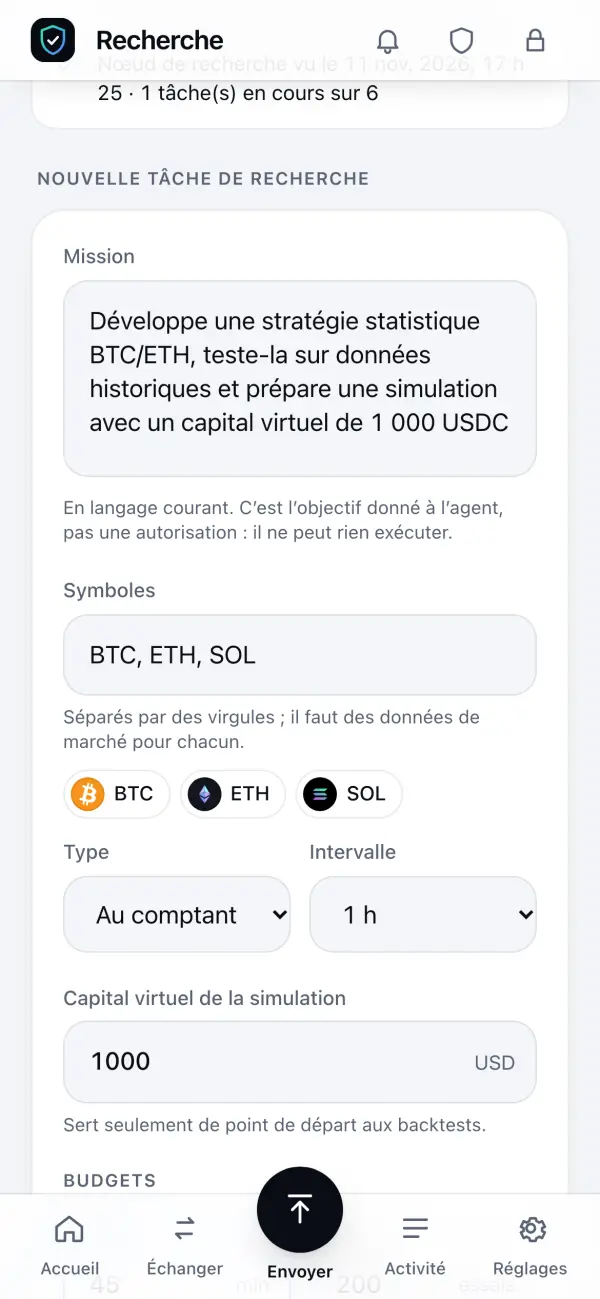 Recherche
Nœud de recherche vu le 11 nov. 2026, 17 h
25 · 1 tâche(s) en cours sur 6
NOUVELLE TÂCHE DE RECHERCHE
Mission
Développe une stratégie statistique
BTC/ETH, teste-la sur données
historiques et prépare une simulation
avec un capital virtuel de 1 000 USDC
En langage courant. C’est l’objectif donné à l’agent,
pas une autorisation : il ne peut rien exécuter.
Symboles
BTC, ETH, SOL
Séparés par des virgules ; il faut des données de
marché pour chacun.
BTC ETH SOL
Type Intervalle
Au comptant 1 h
Capital virtuel de la simulation
1000 USD
Sert seulement de point de départ aux backtests.
BUDGETS
45 min 200 essais
Accueil Échanger Envoyer Activité Réglages